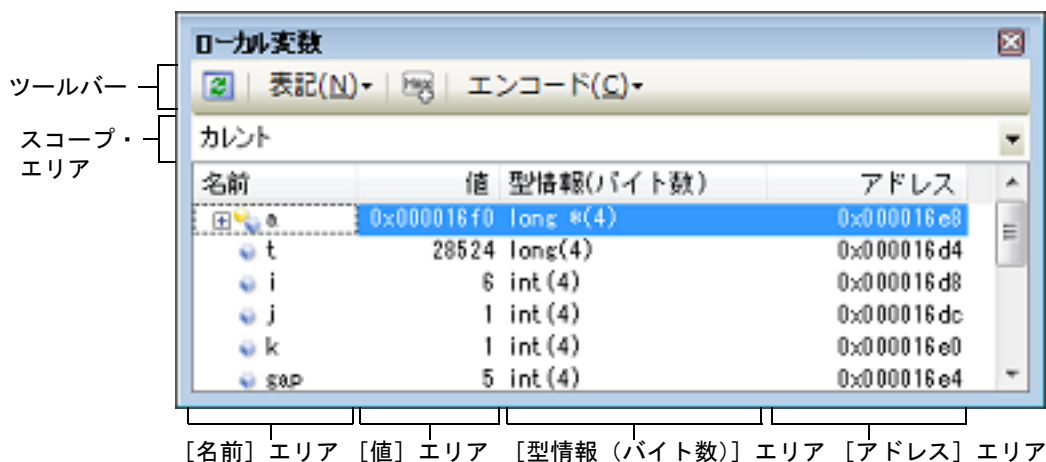 ローカル変数
ツールバー
表記(N)
Hex
エンコード(C)
スコープ・
エリア
カレント
名前 値 型情報(バイト数) アドレス
a 0x000016f0 long *(4) 0x000016e8
t 28524 long(4) 0x000016d4
i 6 int(4) 0x000016d8
j 1 int(4) 0x000016dc
k 1 int(4) 0x000016e0
gap 5 int(4) 0x000016e4
［名前］エリア ［値］エリア ［型情報（バイト数）］エリア ［アドレス］エリア